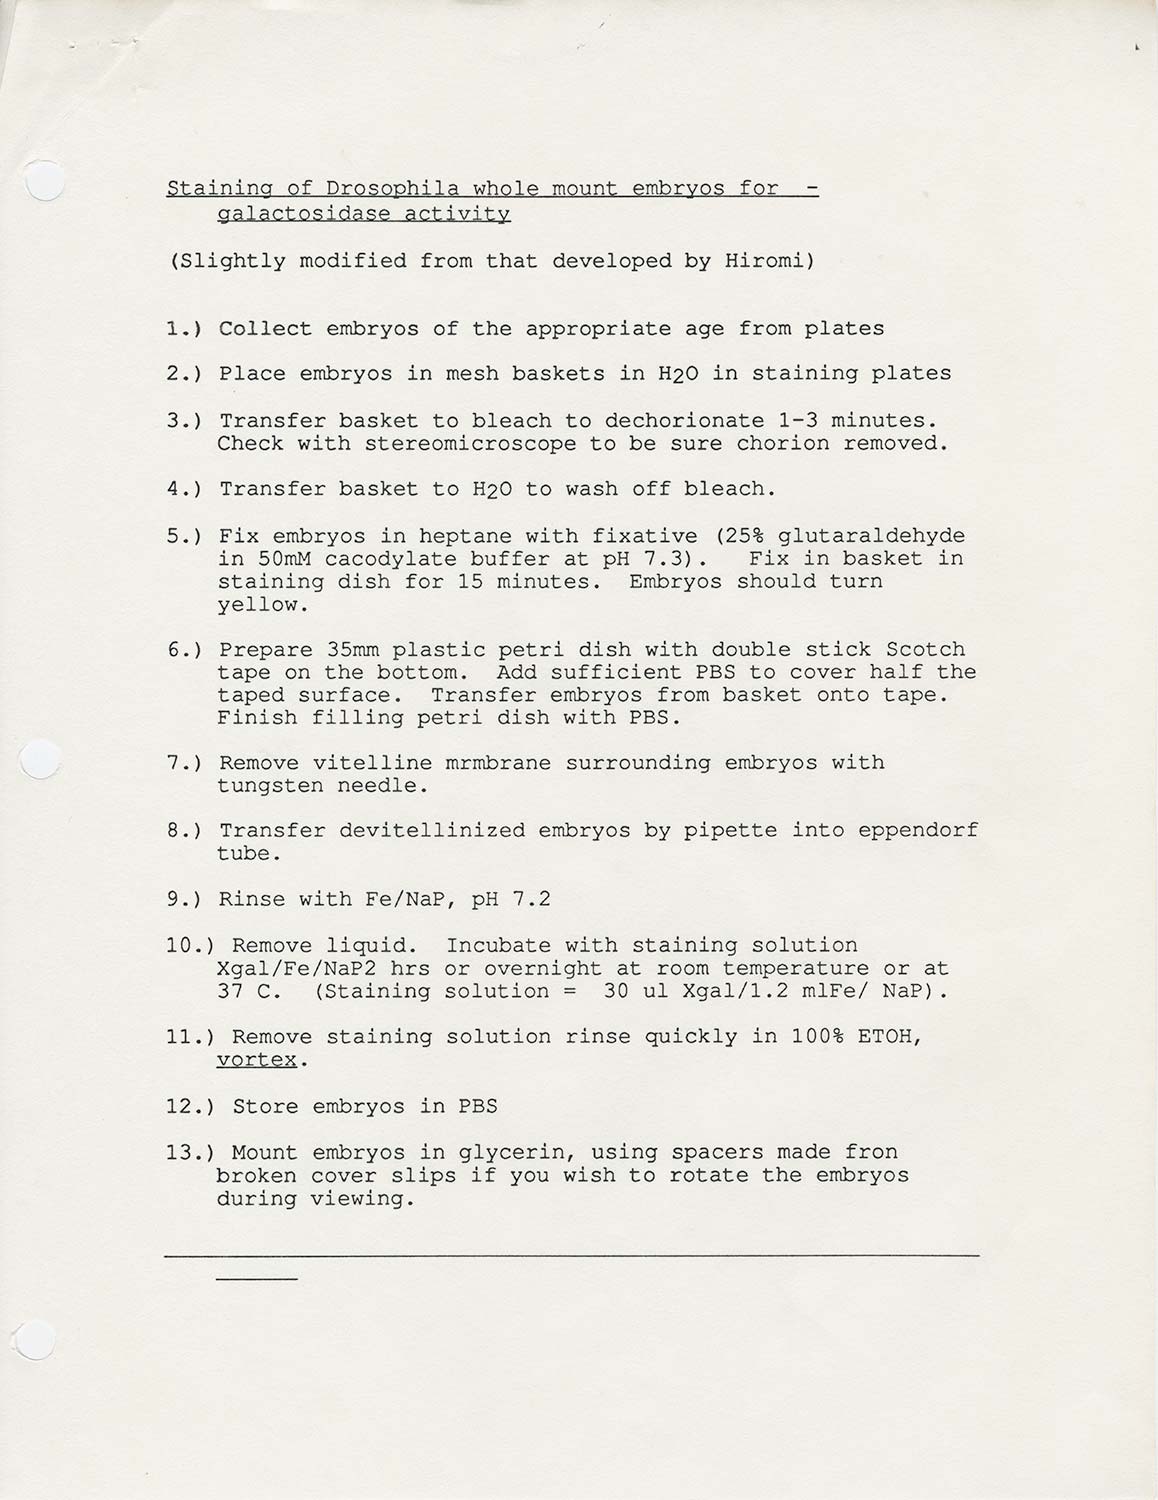 Staining of Drosophila whole mount embryos for  -
galactosidase activity
(Slightly modified from that developed by Hiromi)
1.) Collect embryos of the appropriate age from plates
2.) Place embryos in mesh baskets in H2O in staining plates
3.) Transfer basket to bleach to dechorionate 1-3 minutes.
Check with stereomicroscope to be sure chorion removed.
4.) Transfer basket to H2O to wash off bleach.
5.) Fix embryos in heptane with fixative (25% glutaraldehyde
in 50mM cacodylate buffer at pH 7.3).  Fix in basket in
staining dish for 15 minutes.  Embryos should turn
yellow.
6.) Prepare 35mm plastic petri dish with double stick Scotch
tape on the bottom.  Add sufficient PBS to cover half the
taped surface.  Transfer embryos from basket onto tape.
Finish filling petri dish with PBS.
7.) Remove vitelline mrmbrane surrounding embryos with
tungsten needle.
8.) Transfer devitellinized embryos by pipette into eppendorf
tube.
9.) Rinse with Fe/NaP, pH 7.2
10.) Remove liquid.  Incubate with staining solution
Xgal/Fe/NaP2 hrs or overnight at room temperature or at
37 C.  (Staining solution =  30 ul Xgal/1.2 mlFe/ NaP).
11.) Remove staining solution rinse quickly in 100% ETOH,
vortex.
12.) Store embryos in PBS
13.) Mount embryos in glycerin, using spacers made fron
broken cover slips if you wish to rotate the embryos
during viewing.